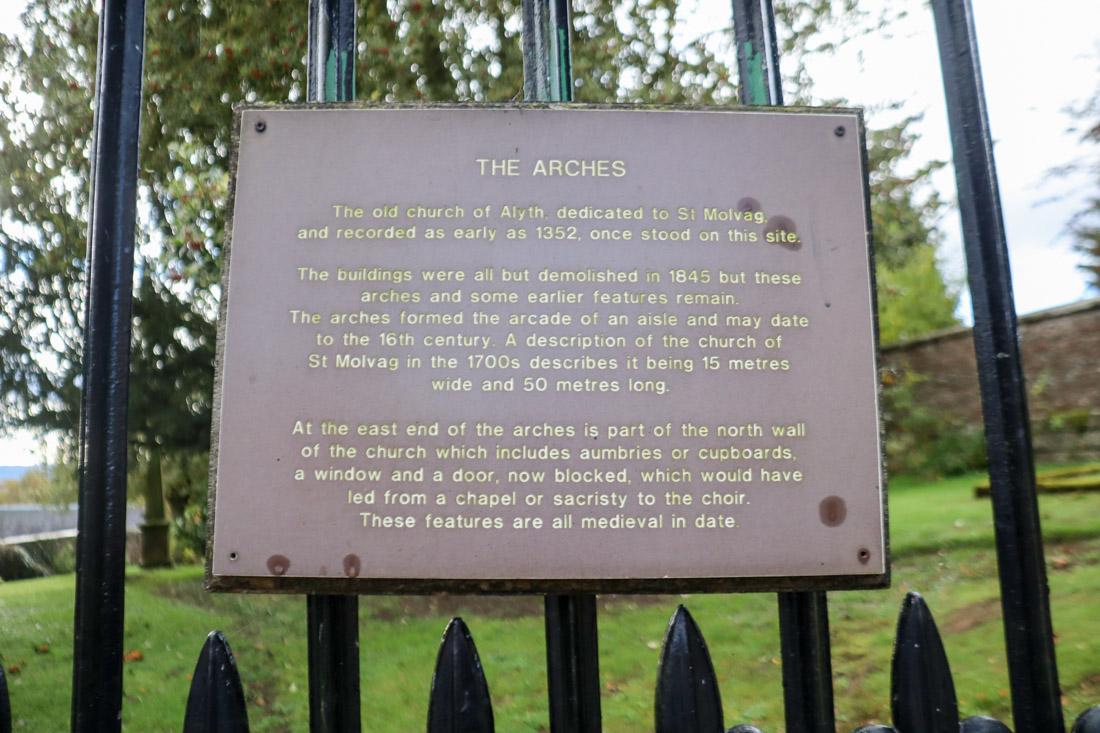 THE ARCHES
The old church of Alyth, dedicated to St Molvag,
and recorded as early as 1352, once stood on this site.
The buildings were all but demolished in 1845 but these
arches and some earlier features remain.
The arches formed the arcade of an aisle and may date
to the 16th century. A description of the church of
St Molvag in the 1700s describes it being 15 metres
wide and 50 metres long.
At the east end of the arches is part of the north wall
of the church which includes aumbries or cupboards,
a window and a door, now blocked, which would have
led from a chapel or sacristy to the choir.
These features are all medieval in date.